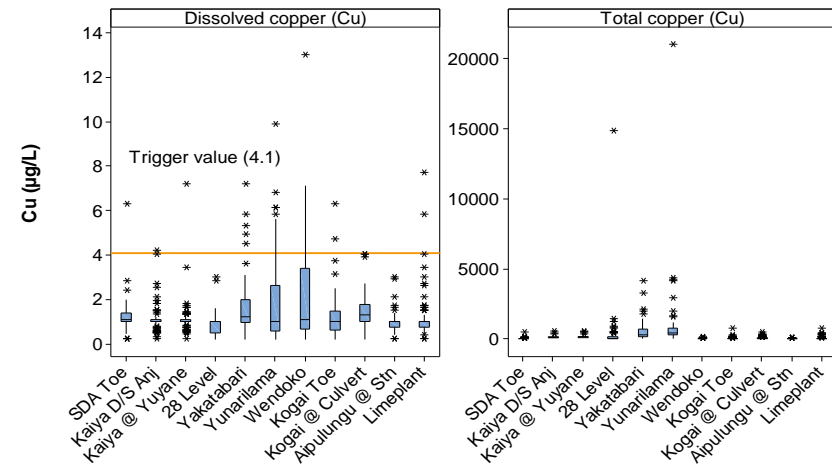 Dissolved copper (Cu)
Total copper (Cu)
Cu (µg/L)
14
12
10
8
6
4
2
0
Trigger value (4.1)
20000
15000
10000
5000
0
SDA Toe
Kaiya D/S Anj
Kaiya @ Yuyane
28 Level
Yakatabari
Yunarilama
Wendoko
Kogai Toe
Kogai @ Culvert
Aipulungu @ Stn
Limeplant
SDA Toe
Kaiya D/S Anj
Kaiya @ Yuyane
28 Level
Yakatabari
Yunarilama
Wendoko
Kogai Toe
Kogai @ Culvert
Aipulungu @ Stn
Limeplant